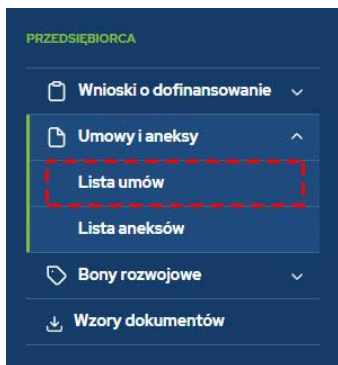 PRZEDSIĘBIORCA
Wnioski o dofinansowanie
Umowy i aneksy
Lista umów
Lista aneksów
Bony rozwojowe
Wzory dokumentów